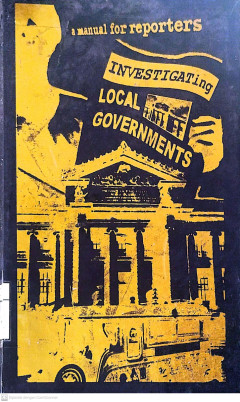 a manual for reporters
INVESTIGATing
LOCAL
GOVERNMENTS